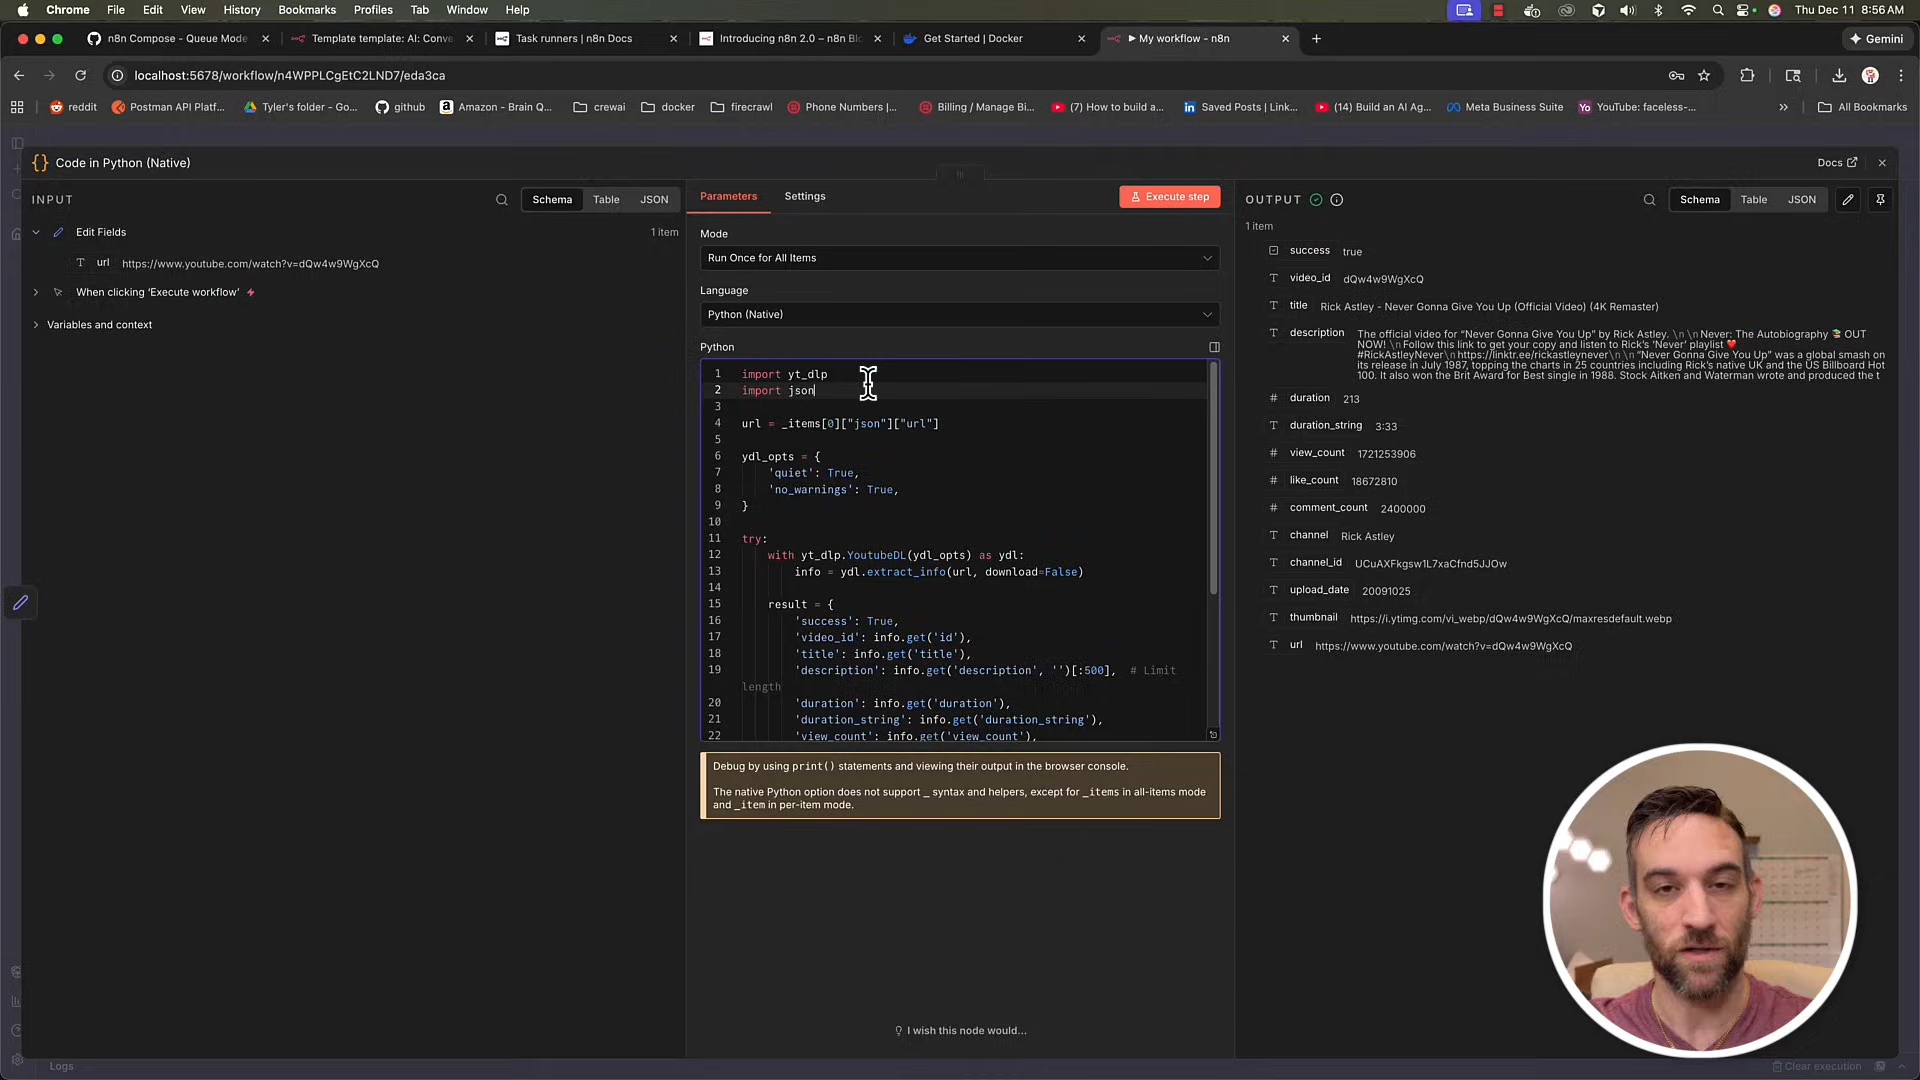 Chrome File Edit View History Bookmarks Profiles Tab Window Help Thu Dec 11 8:56 AM
n8n Compose - Queue Mode Template template: AI: Conve Task runners | n8n Docs Introducing n8n 2.0 – n8n Blo Get Started | Docker My workflow - n8n Gemini
localhost:5678/workflow/n4WPPLCgEtC2LND7/eda3ca
reddit Postman API Platf... Tyler's folder - Go... github Amazon - Brain Q... crewai docker firecrawl Phone Numbers |... Billing / Manage Bi... (7) How to build a... Saved Posts | Link... (14) Build an AI Ag... Meta Business Suite YouTube: faceless-... All Bookmarks
{} Code in Python (Native) Docs
INPUT Schema Table JSON
Edit Fields 1 item
T url https://www.youtube.com/watch?v=dQw4w9WgXcQ
When clicking ‘Execute workflow’
Variables and context
Parameters Settings Execute step
Mode
Run Once for All Items
Language
Python (Native)
Python
1 import yt_dlp
2 import json
3
4 url = _items[0]["json"]["url"]
5
6 ydl_opts = {
7 'quiet': True,
8 'no_warnings': True,
9 }
10
11 try:
12 with yt_dlp.YoutubeDL(ydl_opts) as ydl:
13 info = ydl.extract_info(url, download=False)
14
15 result = {
16 'success': True,
17 'video_id': info.get('id'),
18 'title': info.get('title'),
19 'description': info.get('description', '')[:500], # Limit
length
20 'duration': info.get('duration'),
21 'duration_string': info.get('duration_string'),
22 'view_count': info.get('view_count'),
Debug by using print() statements and viewing their output in the browser console.
The native Python option does not support _ syntax and helpers, except for _items in all-items mode
and _item in per-item mode.
I wish this node would...
OUTPUT Schema Table JSON
1 item
success true
T video_id dQw4w9WgXcQ
T title Rick Astley - Never Gonna Give You Up (Official Video) (4K Remaster)
T description The official video for “Never Gonna Give You Up” by Rick Astley. \n \n Never: The Autobiography 📚 OUT
NOW! \n Follow this link to get your copy and listen to Rick’s ‘Never’ playlist ❤️
#RickAstleyNever\nhttps://linktr.ee/rickastleynever\n \n “Never Gonna Give You Up” was a global smash on
its release in July 1987, topping the charts in 25 countries including Rick’s native UK and the US Billboard Hot
100. It also won the Brit Award for Best single in 1988. Stock Aitken and Waterman wrote and produced the t
# duration 213
T duration_string 3:33
# view_count 1721253906
# like_count 18672810
# comment_count 2400000
T channel Rick Astley
T channel_id UCuAXFkgsw1L7xaCfnd5JJOw
T upload_date 20091025
T thumbnail https://i.ytimg.com/vi_webp/dQw4w9WgXcQ/maxresdefault.webp
T url https://www.youtube.com/watch?v=dQw4w9WgXcQ
Logs Clear execution